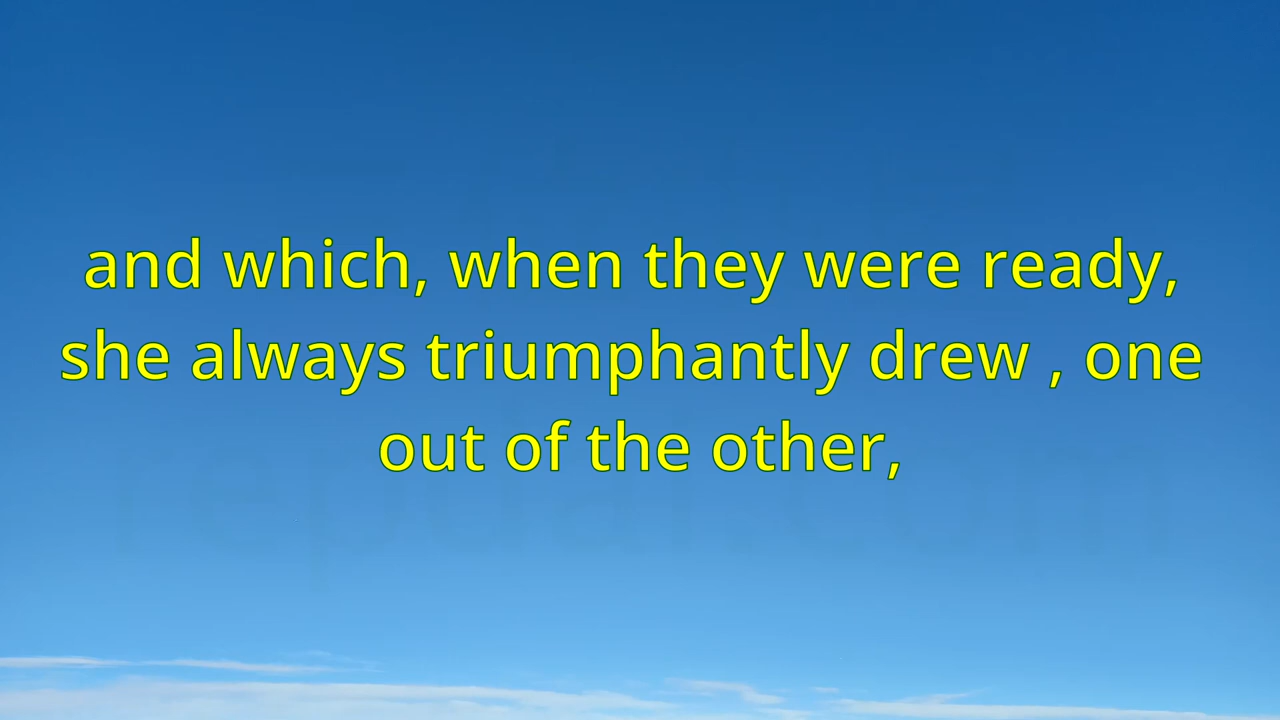 and which, when they were ready,
she always triumphantly drew , one
out of the other,